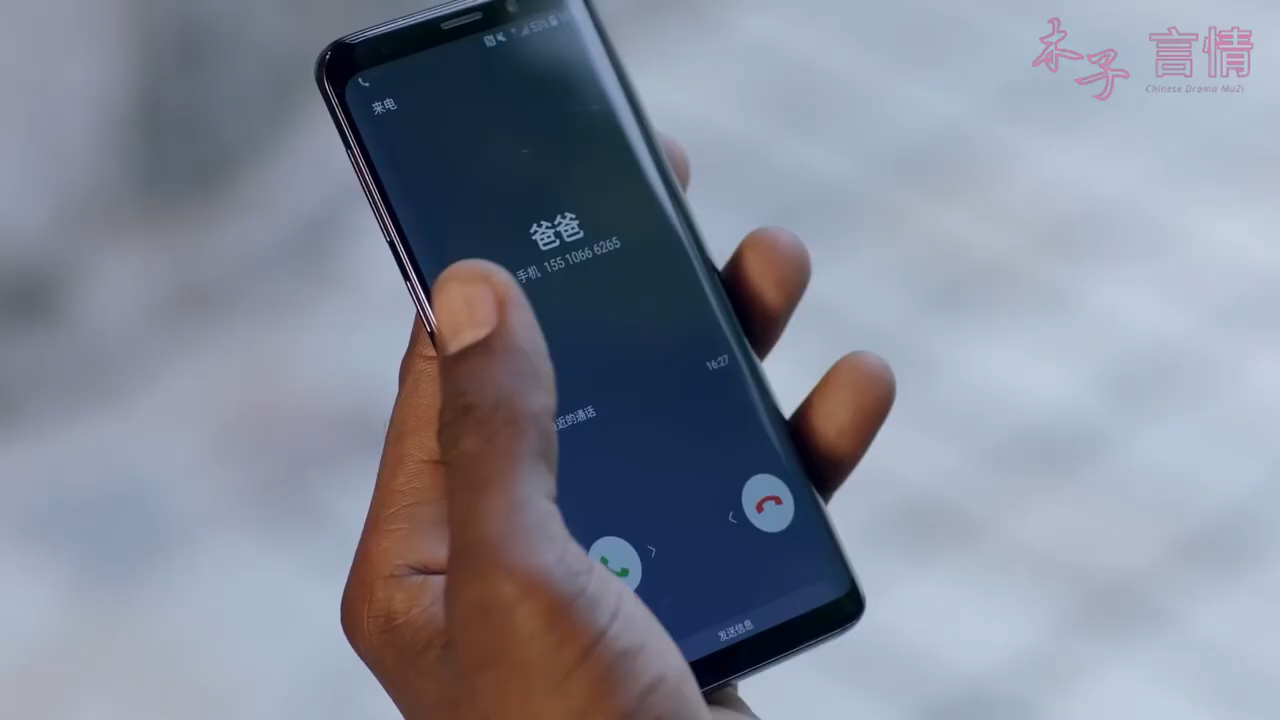 木子 言情
Chinese Drama MuZi
53%
来电
爸爸
手机 155 1066 6265
16:27
近的通话
发送信息